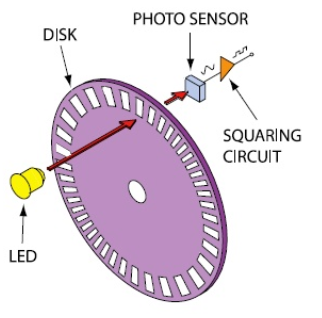 PHOTO SENSOR
DISK
SQUARING
CIRCUIT
LED